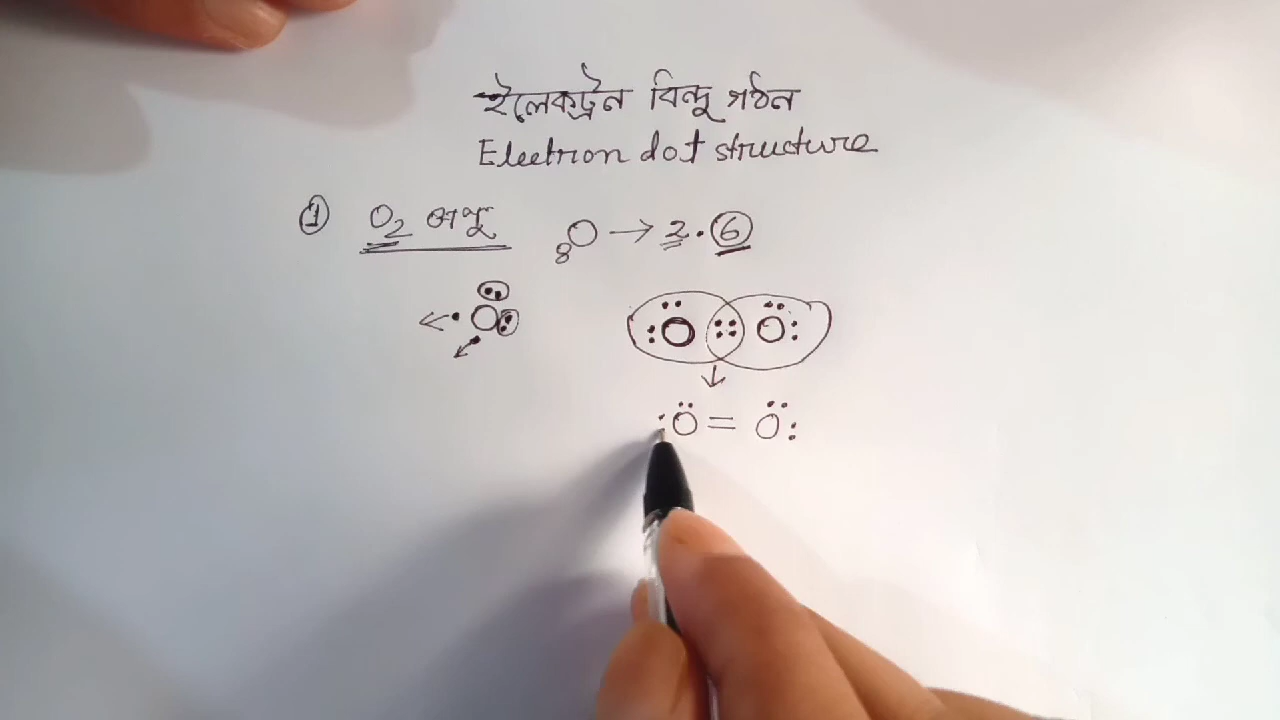 ইলেকট্রন বিন্দু গঠন
Electron dot structure
① O₂ অণু ₈O → 2.6
O
O O
O = O